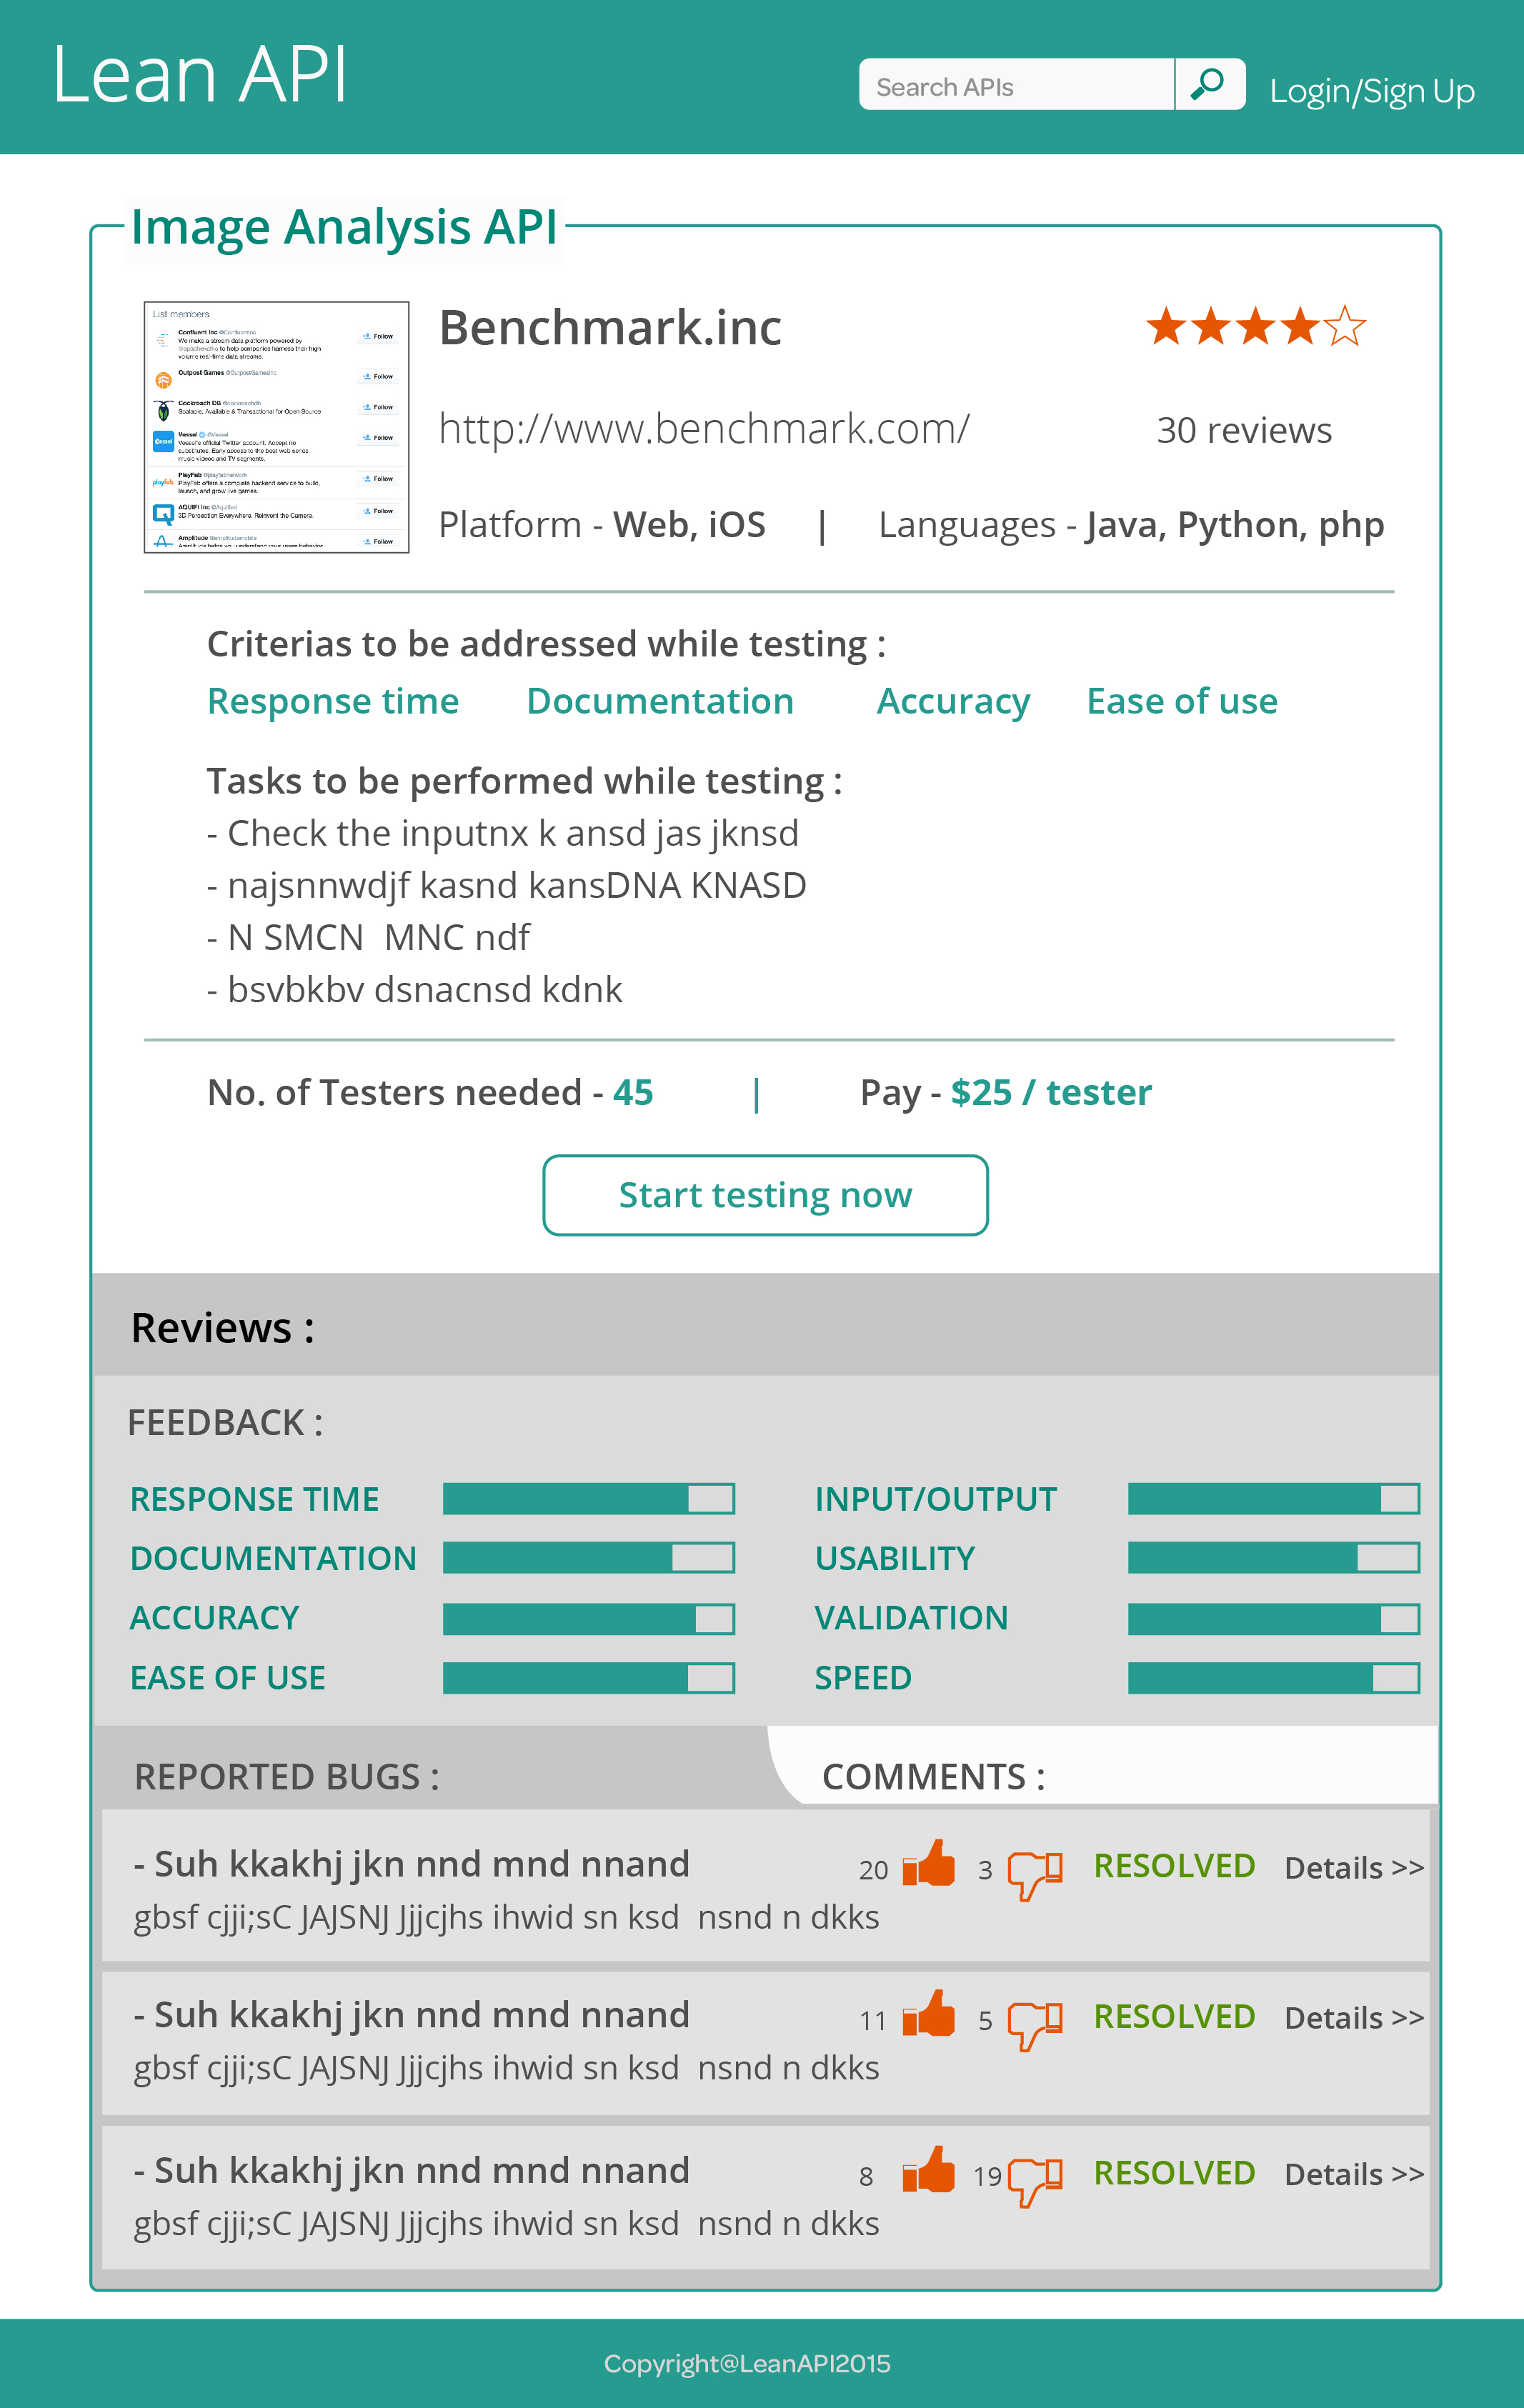 Lean API
Search APIs
Login/Sign Up
Image Analysis API
List members
Confluent Inc @Confluentinc
Follow
We make a stream data platform powered by
@apachekafka to help companies harness their high
volume real-time data streams.
Outpost Games @OutpostGamesInc
Follow
Cockroach DB @cockroachdb
Follow
Scalable, Available & Transactional for Open Source
Vessel @Vessel
Follow
Vessel's official Twitter account. Accept no
substitutes. Early access to the best web series,
music videos and TV segments.
PlayFab @playfabnetwork
Follow
PlayFab offers a complete backend service to build,
launch, and grow live games.
AQUIFI Inc @Aquified
Follow
3D Perception Everywhere. Reinvent the Camera.
Amplitude @amplitudemobile
Follow
Amplitude helps you understand your users behavior
Benchmark.inc
http://www.benchmark.com/
30 reviews
Platform - Web, iOS | Languages - Java, Python, php
Criterias to be addressed while testing :
Response time Documentation Accuracy Ease of use
Tasks to be performed while testing :
- Check the inputnx k ansd jas jknsd
- najsnnwdjf kasnd kansDNA KNASD
- N SMCN MNC ndf
- bsvbkbv dsnacnsd kdnk
No. of Testers needed - 45 | Pay - $25 / tester
Start testing now
Reviews :
FEEDBACK :
RESPONSE TIME INPUT/OUTPUT
DOCUMENTATION USABILITY
ACCURACY VALIDATION
EASE OF USE SPEED
REPORTED BUGS : COMMENTS :
- Suh kkakhj jkn nnd mnd nnand 20 3 RESOLVED Details >>
gbsf cjji;sC JAJSNJ Jjjcjhs ihwid sn ksd nsnd n dkks
- Suh kkakhj jkn nnd mnd nnand 11 5 RESOLVED Details >>
gbsf cjji;sC JAJSNJ Jjjcjhs ihwid sn ksd nsnd n dkks
- Suh kkakhj jkn nnd mnd nnand 8 19 RESOLVED Details >>
gbsf cjji;sC JAJSNJ Jjjcjhs ihwid sn ksd nsnd n dkks
Copyright@LeanAPI2015